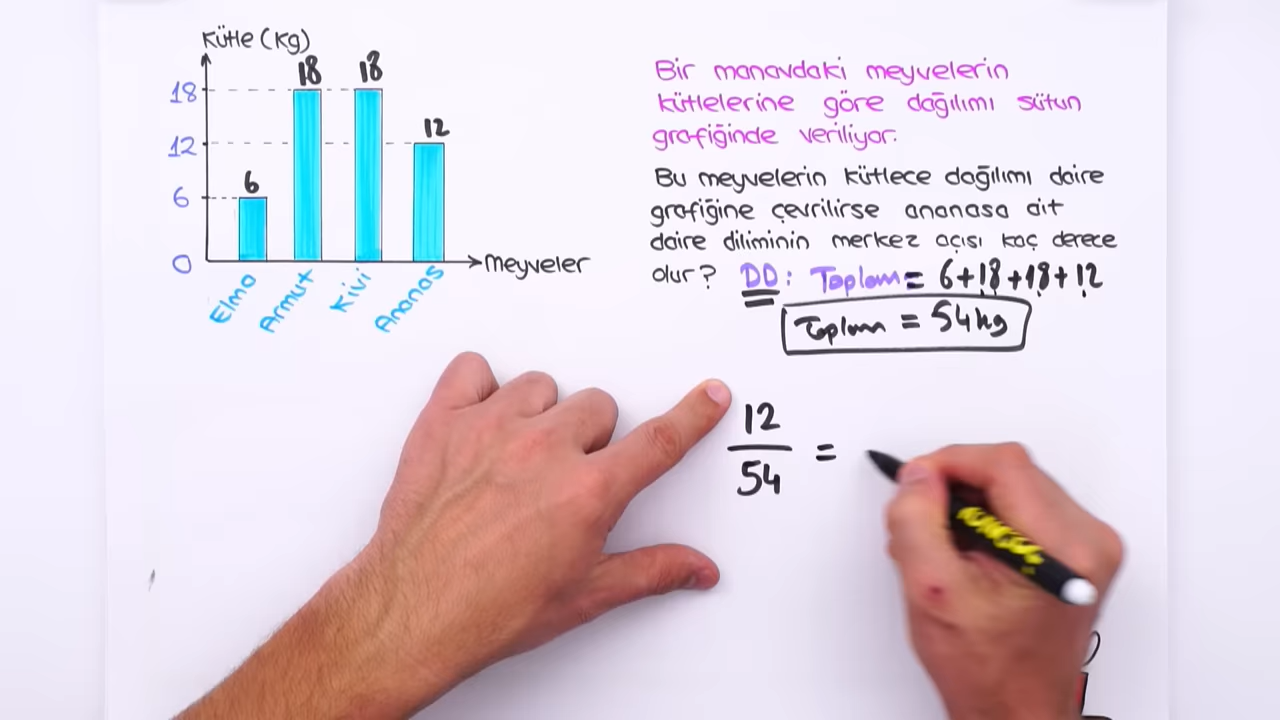 Kütle (Kg)
18
18
18
12
12
6
6
0
Meyveler
Elma
Armut
Kivi
Ananas
Bir manavdaki meyvelerin
kütlelerine göre dağılımı sütun
grafiğinde veriliyor.
Bu meyvelerin kütlece dağılımı daire
grafiğine çevrilirse ananasa ait
daire diliminin merkez açısı kaç derece
olur? DD: Toplam = 6+18+18+12
Toplam = 54kg
12
54 =